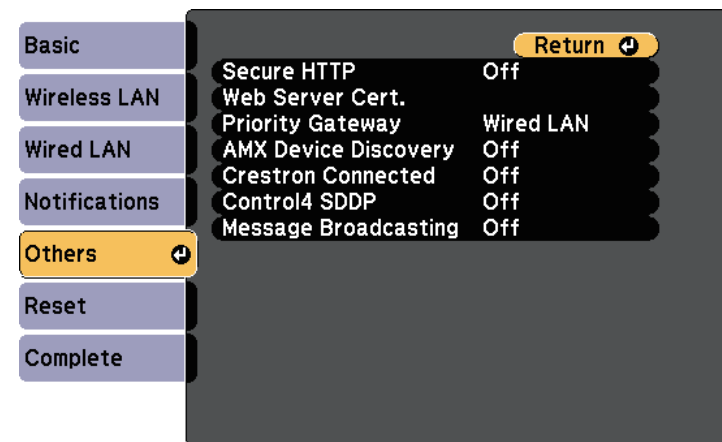 Basic
Wireless LAN
Wired LAN
Notifications
Others
Reset
Complete
Return
Secure HTTP Off
Web Server Cert.
Priority Gateway Wired LAN
AMX Device Discovery Off
Crestron Connected Off
Control4 SDDP Off
Message Broadcasting Off